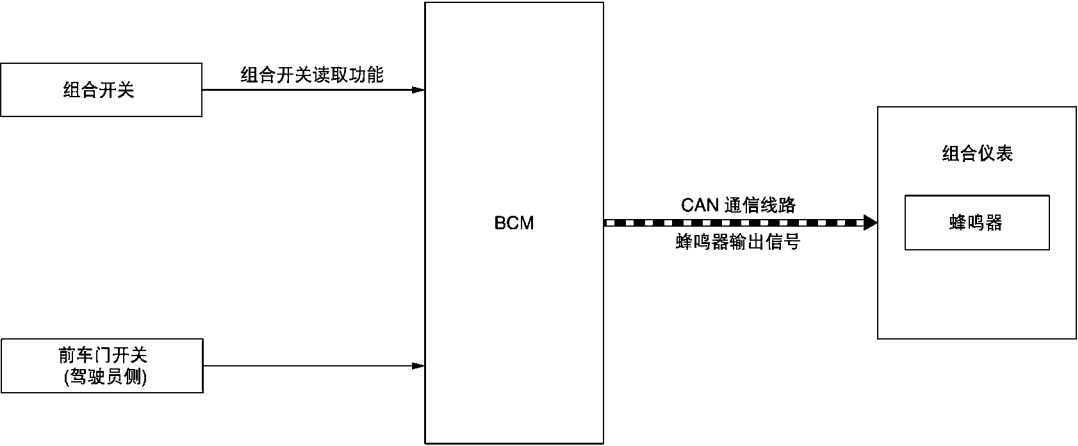 组合开关
组合开关读取功能
BCM
CAN 通信线路
蜂鸣器输出信号
组合仪表
蜂鸣器
前车门开关
(驾驶员侧)